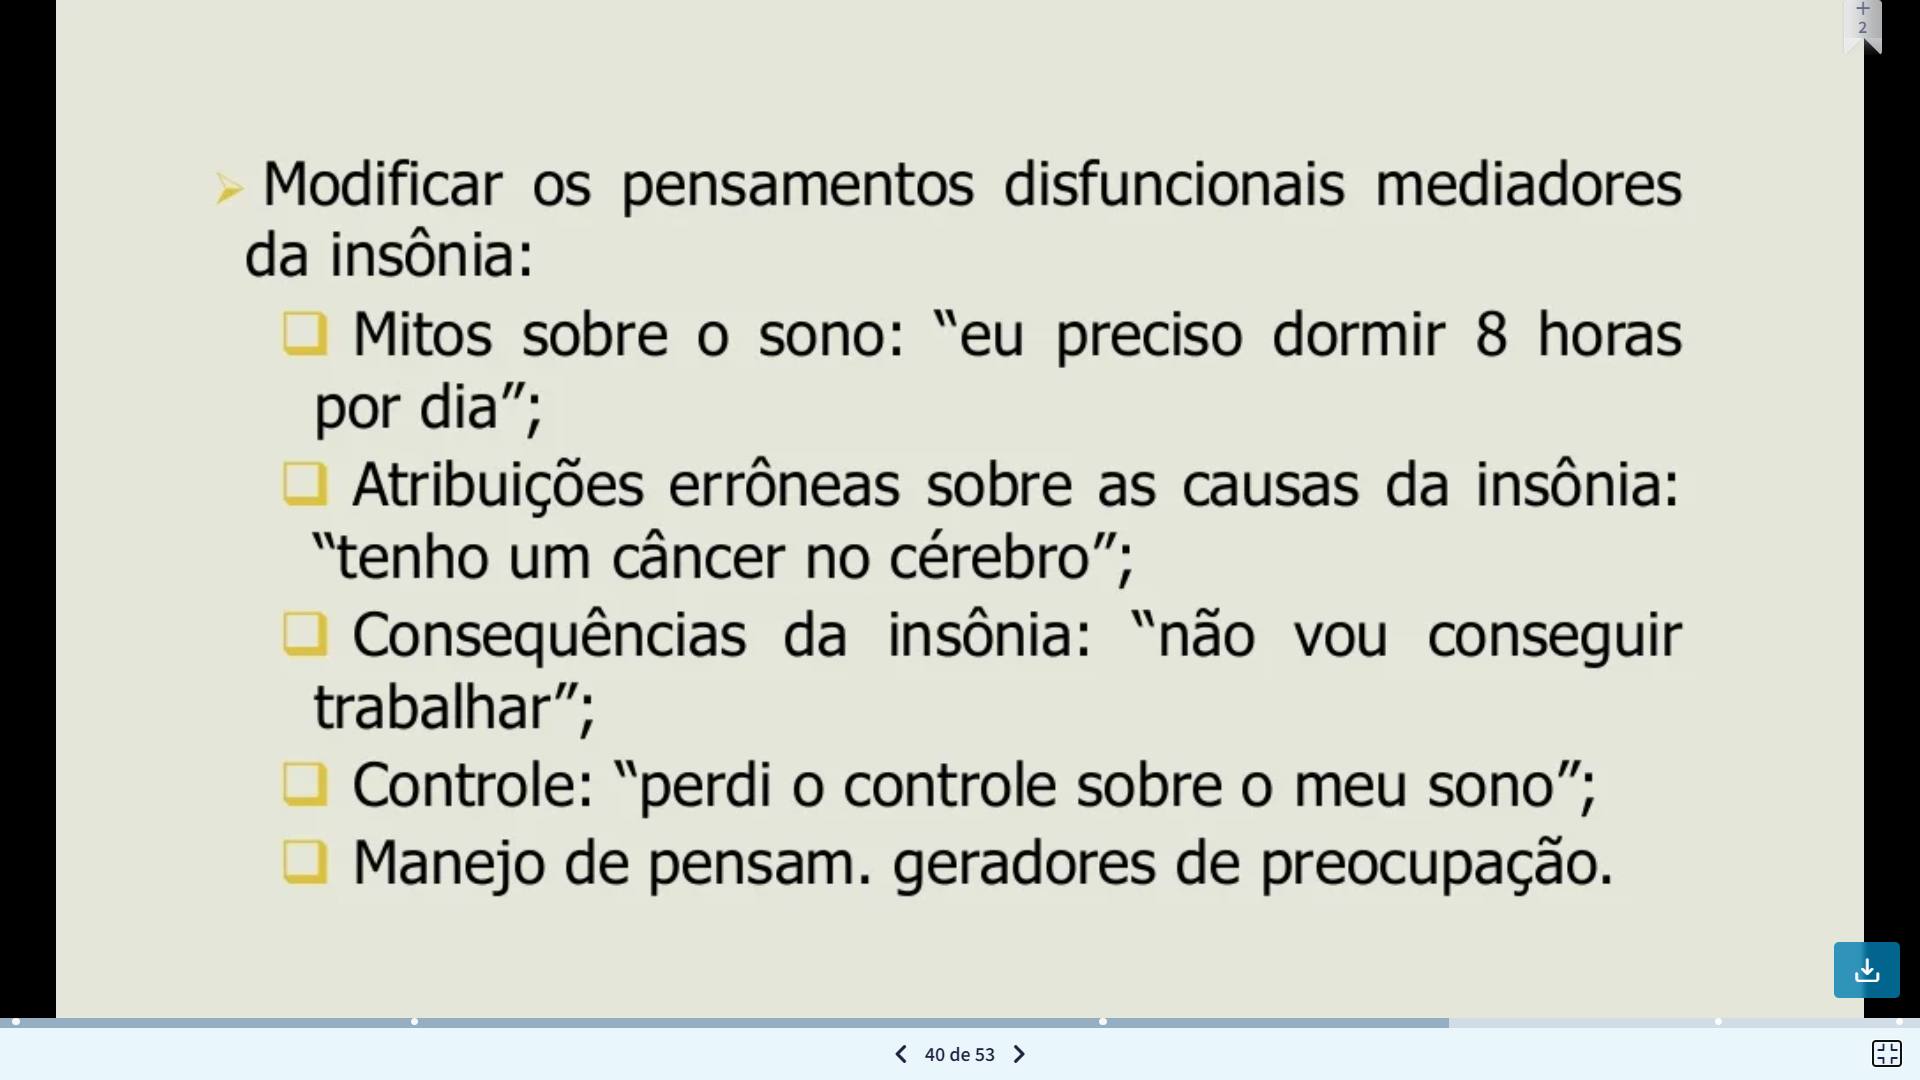 +
2
Modificar os pensamentos disfuncionais mediadores
da insônia:
Mitos sobre o sono: “eu preciso dormir 8 horas
por dia”;
Atribuições errôneas sobre as causas da insônia:
“tenho um câncer no cérebro”;
Consequências da insônia: “não vou conseguir
trabalhar”;
Controle: “perdi o controle sobre o meu sono”;
Manejo de pensam. geradores de preocupação.
40 de 53